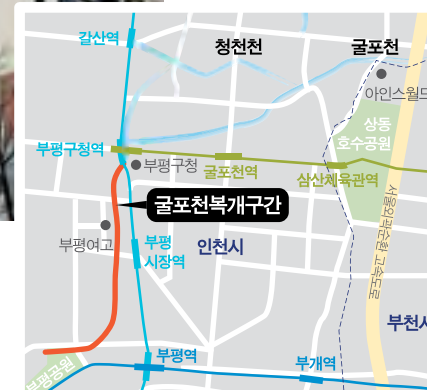 갈산역
청천천
굴포천
아인스월드
상동
호수공원
부평구청역
부평구청
굴포천역
삼산체육관역
굴포천복개구간
서울외곽순환 고속도로
부평여고
부평
시장역
인천시
부천시
부평역
부개역
부평공원